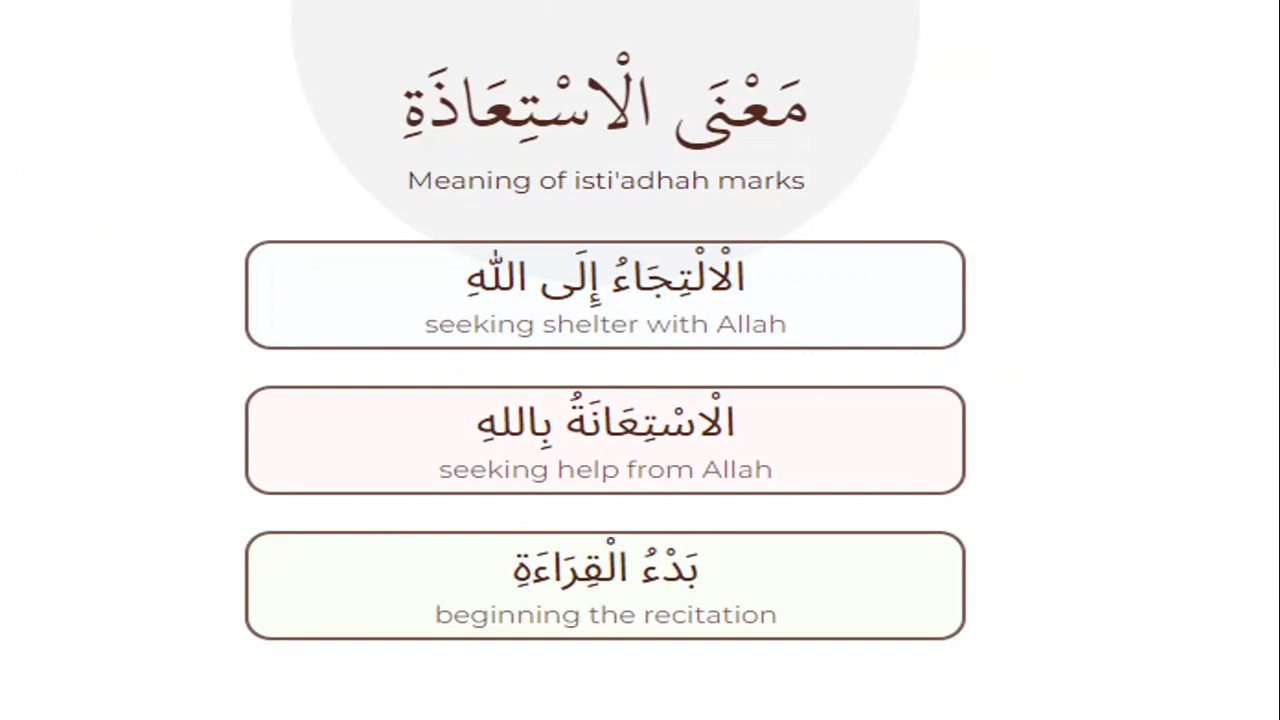 مَعْنَى الْاسْتِعَاذَةِ
Meaning of isti'adhah marks
الْالْتِجَاءُ إِلَى اللّٰهِ
seeking shelter with Allah
الْاسْتِعَانَةُ بِاللهِ
seeking help from Allah
بَدْءُ الْقِرَاءَةِ
beginning the recitation